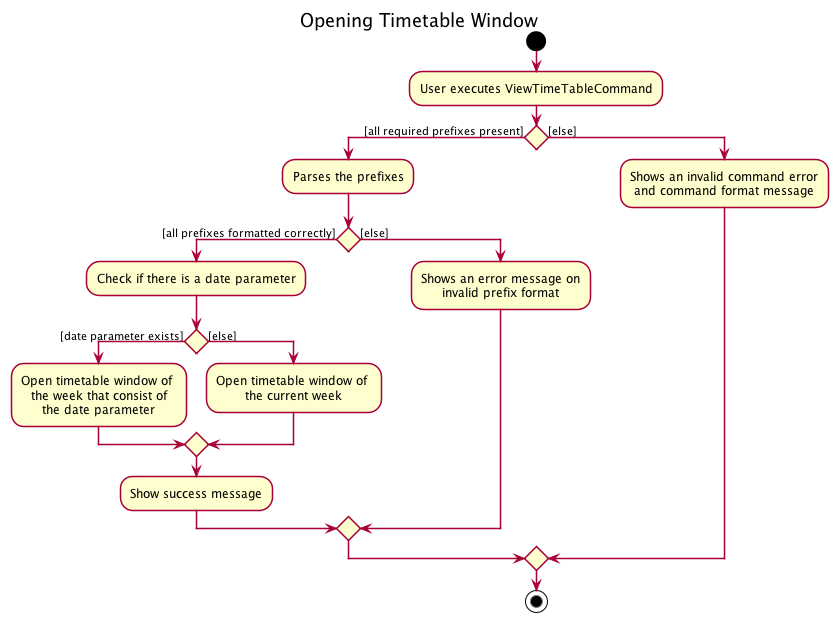 Opening Timetable Window
User executes ViewTimeTableCommand
[all required prefixes present]
[else]
Parses the prefixes
Shows an invalid command error
and command format message
[all prefixes formatted correctly]
[else]
Check if there is a date parameter
Shows an error message on
invalid prefix format
[date parameter exists]
[else]
Open timetable window of
the week that consist of
the date parameter
Open timetable window of
the current week
Show success message